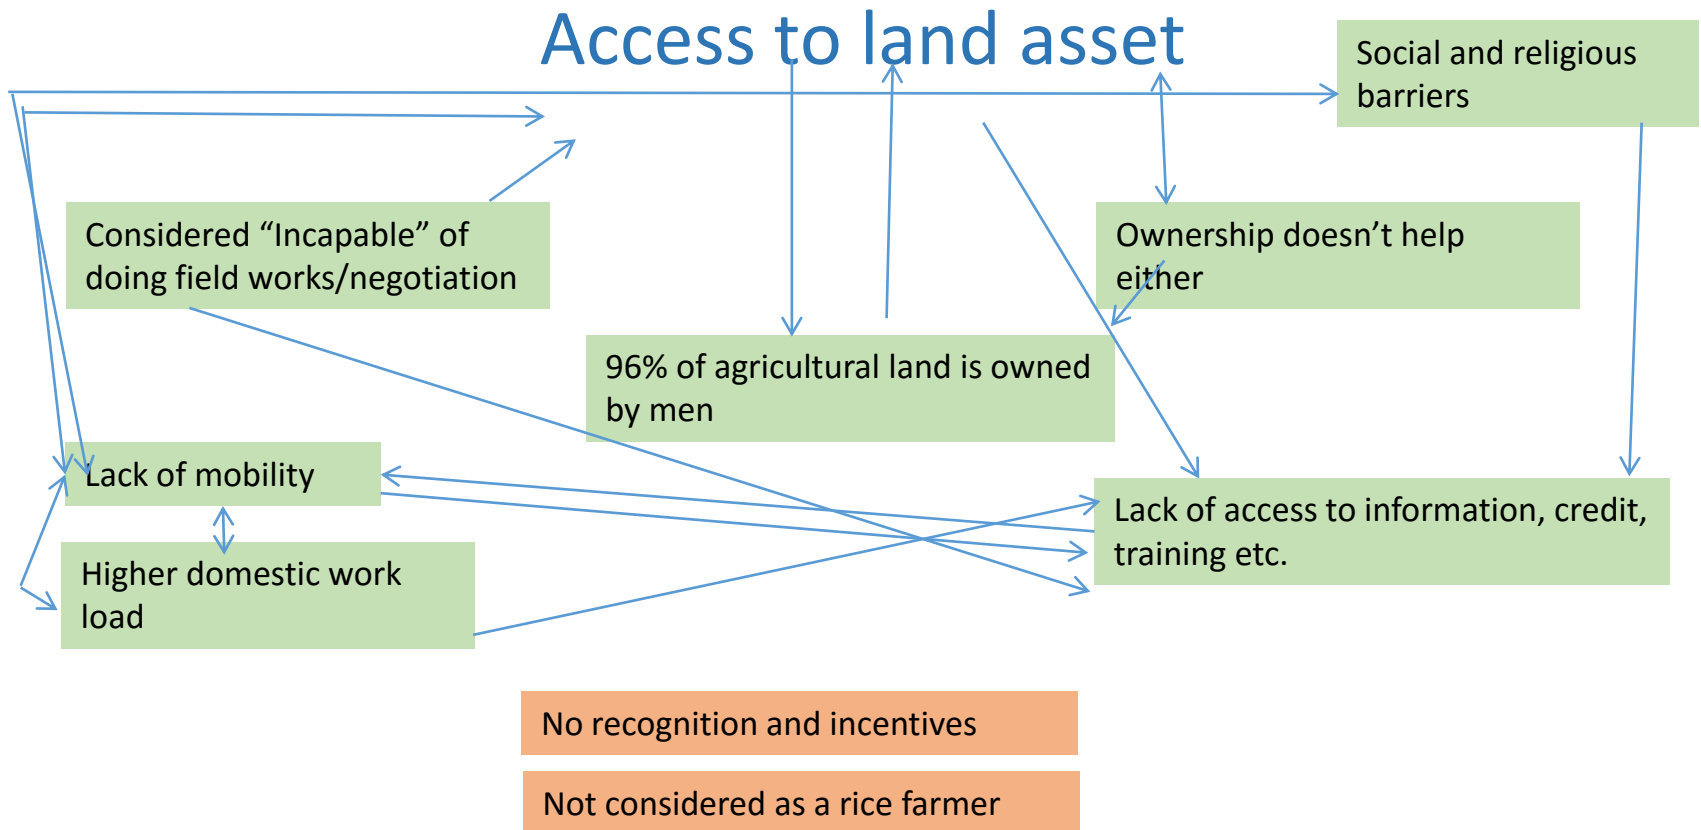 Access to land asset
Social and religious
barriers
Considered “Incapable” of
doing field works/negotiation
Ownership doesn’t help
either
96% of agricultural land is owned
by men
Lack of mobility
Lack of access to information, credit,
training etc.
Higher domestic work
load
No recognition and incentives
Not considered as a rice farmer